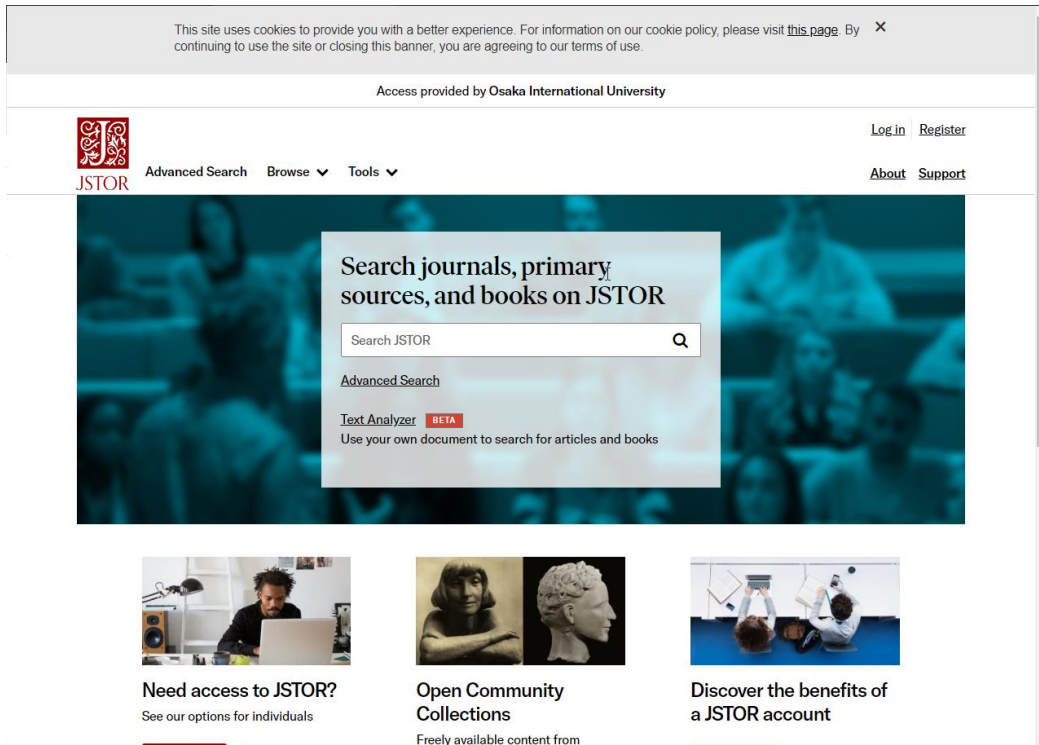 This site uses cookies to provide you with a better experience. For information on our cookie policy, please visit this page. By
continuing to use the site or closing this banner, you are agreeing to our terms of use.
Access provided by Osaka International University
Log in Register
JSTOR
Advanced Search Browse Tools
About Support
Search journals, primary
sources, and books on JSTOR
Search JSTOR
Advanced Search
Text Analyzer BETA
Use your own document to search for articles and books
Need access to JSTOR?
See our options for individuals
Open Community
Collections
Freely available content from
Discover the benefits of
a JSTOR account